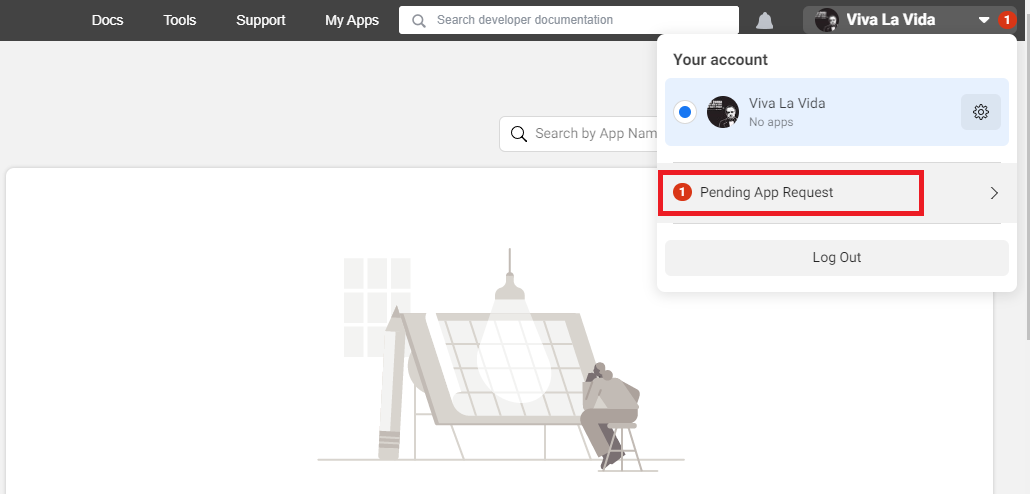 Docs Tools Support My Apps Search developer documentation Viva La Vida 1
Your account
Viva La Vida
No apps
Search by App Nam
1 Pending App Request
Log Out